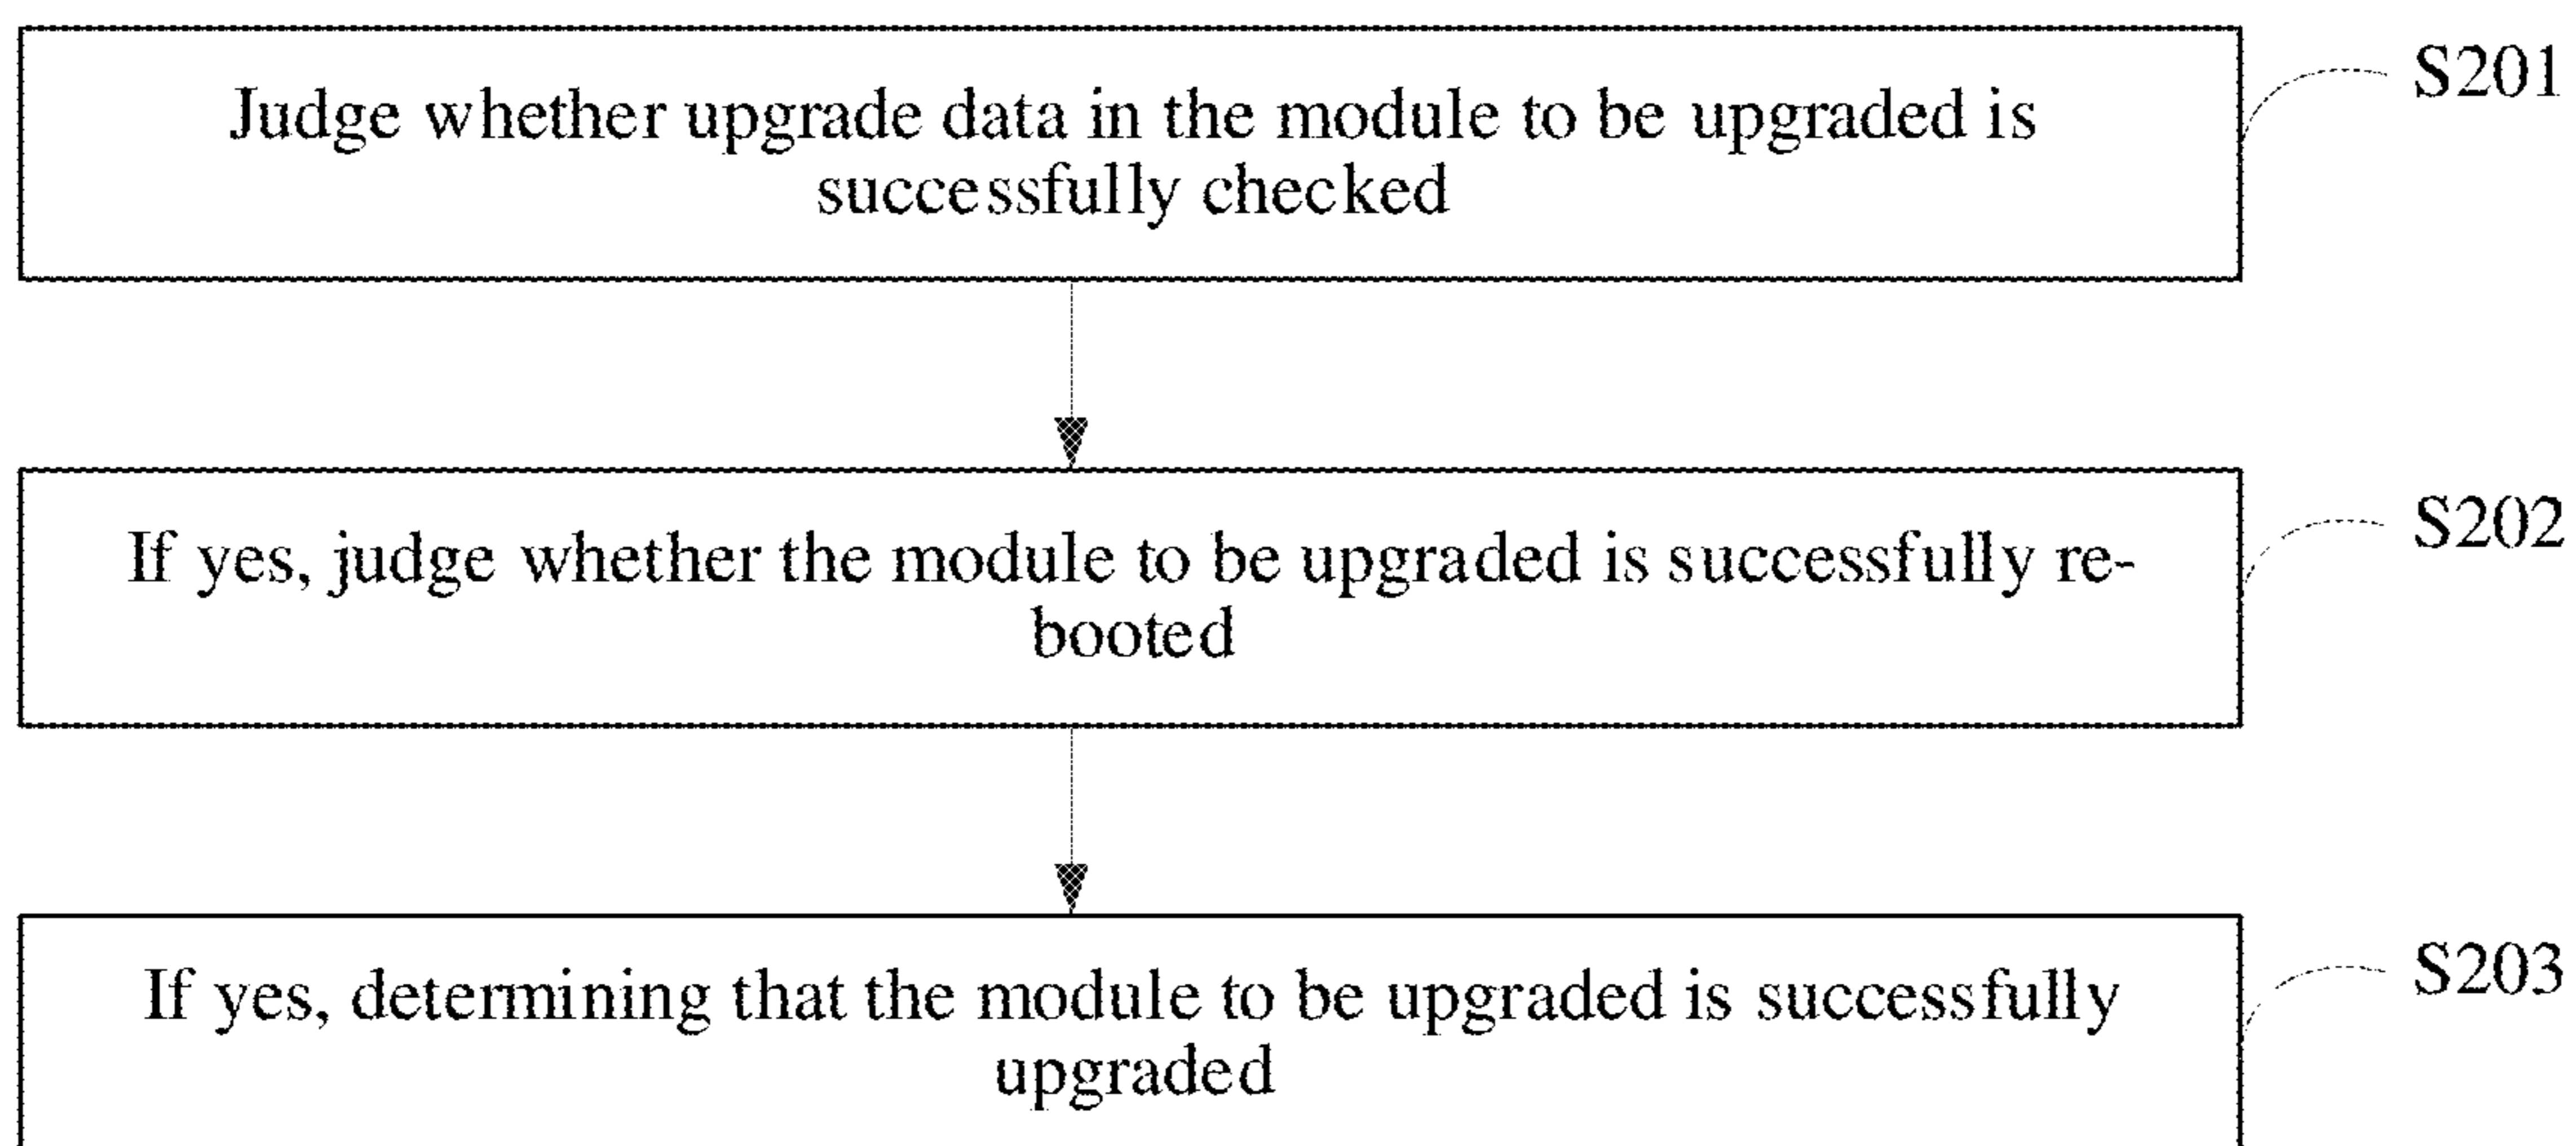 Judge whether upgrade data in the module to be upgraded is
successfully checked
S201
If yes, judge whether the module to be upgraded is successfully re-
booted
S202
If yes, determining that the module to be upgraded is successfully
upgraded
S203